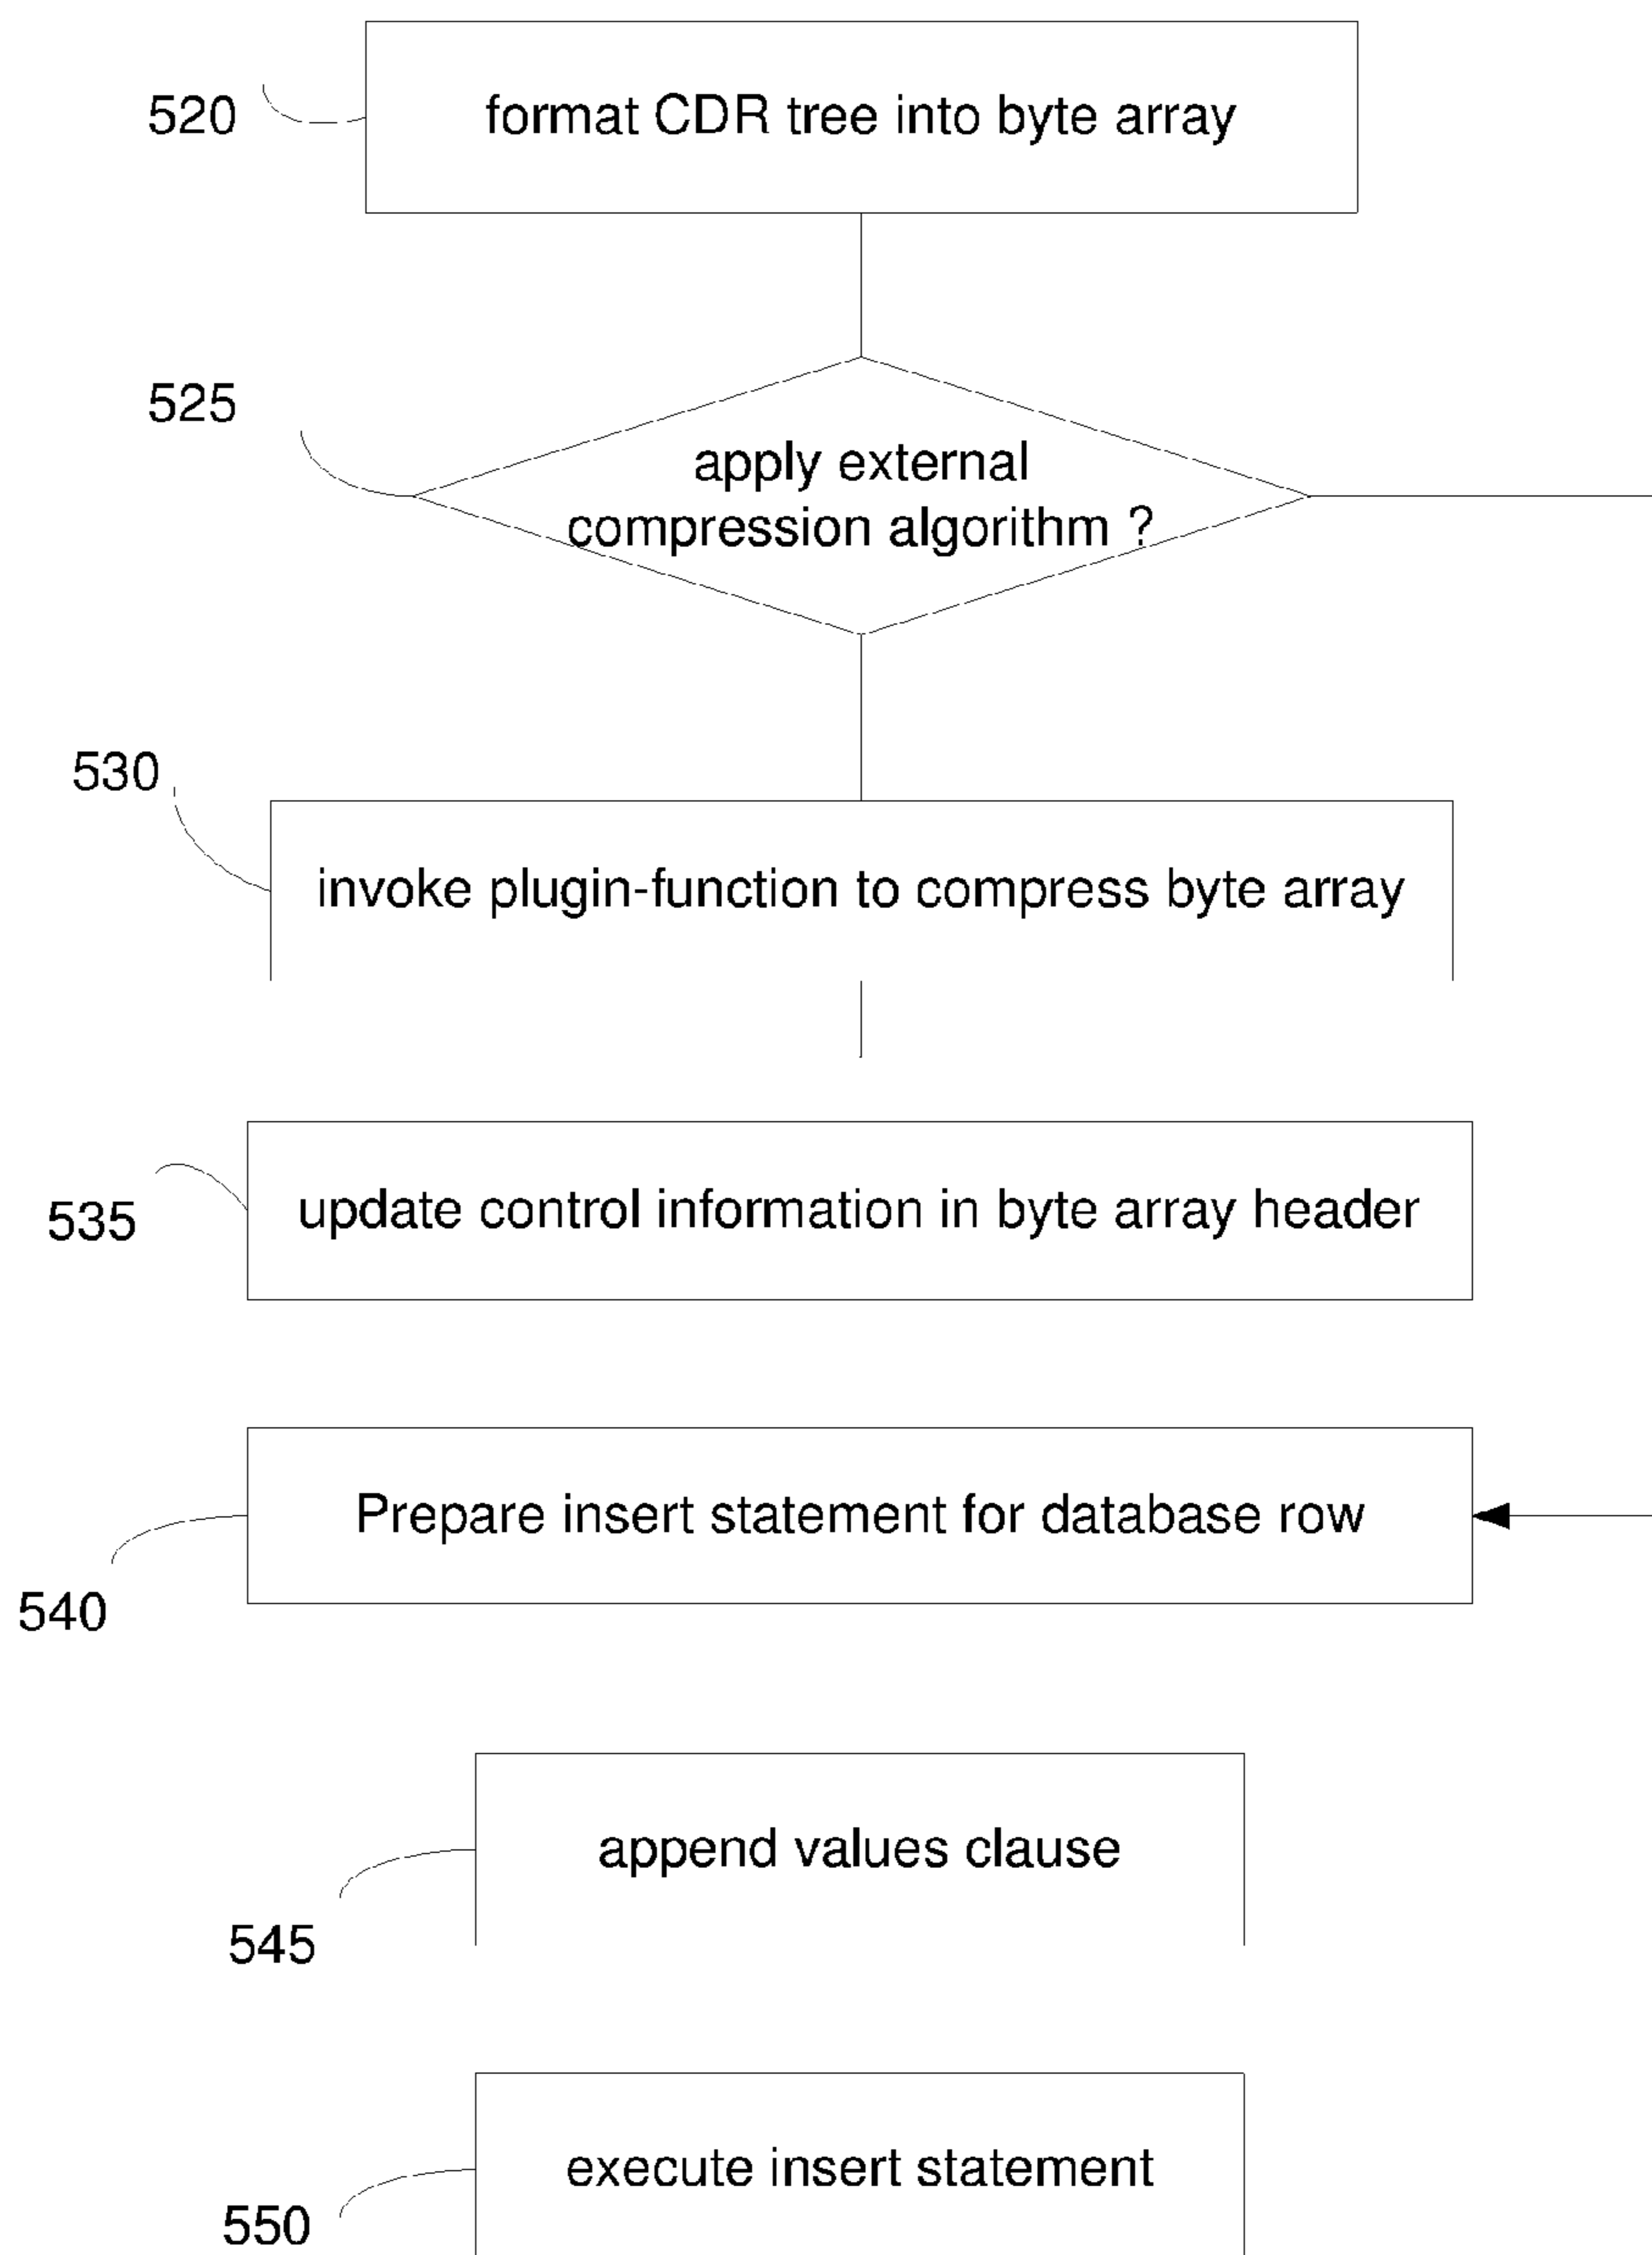 520
format CDR tree into byte array
525
apply external
compression algorithm ?
530
invoke plugin-function to compress byte array
535
update control information in byte array header
540
Prepare insert statement for database row
545
append values clause
550
execute insert statement